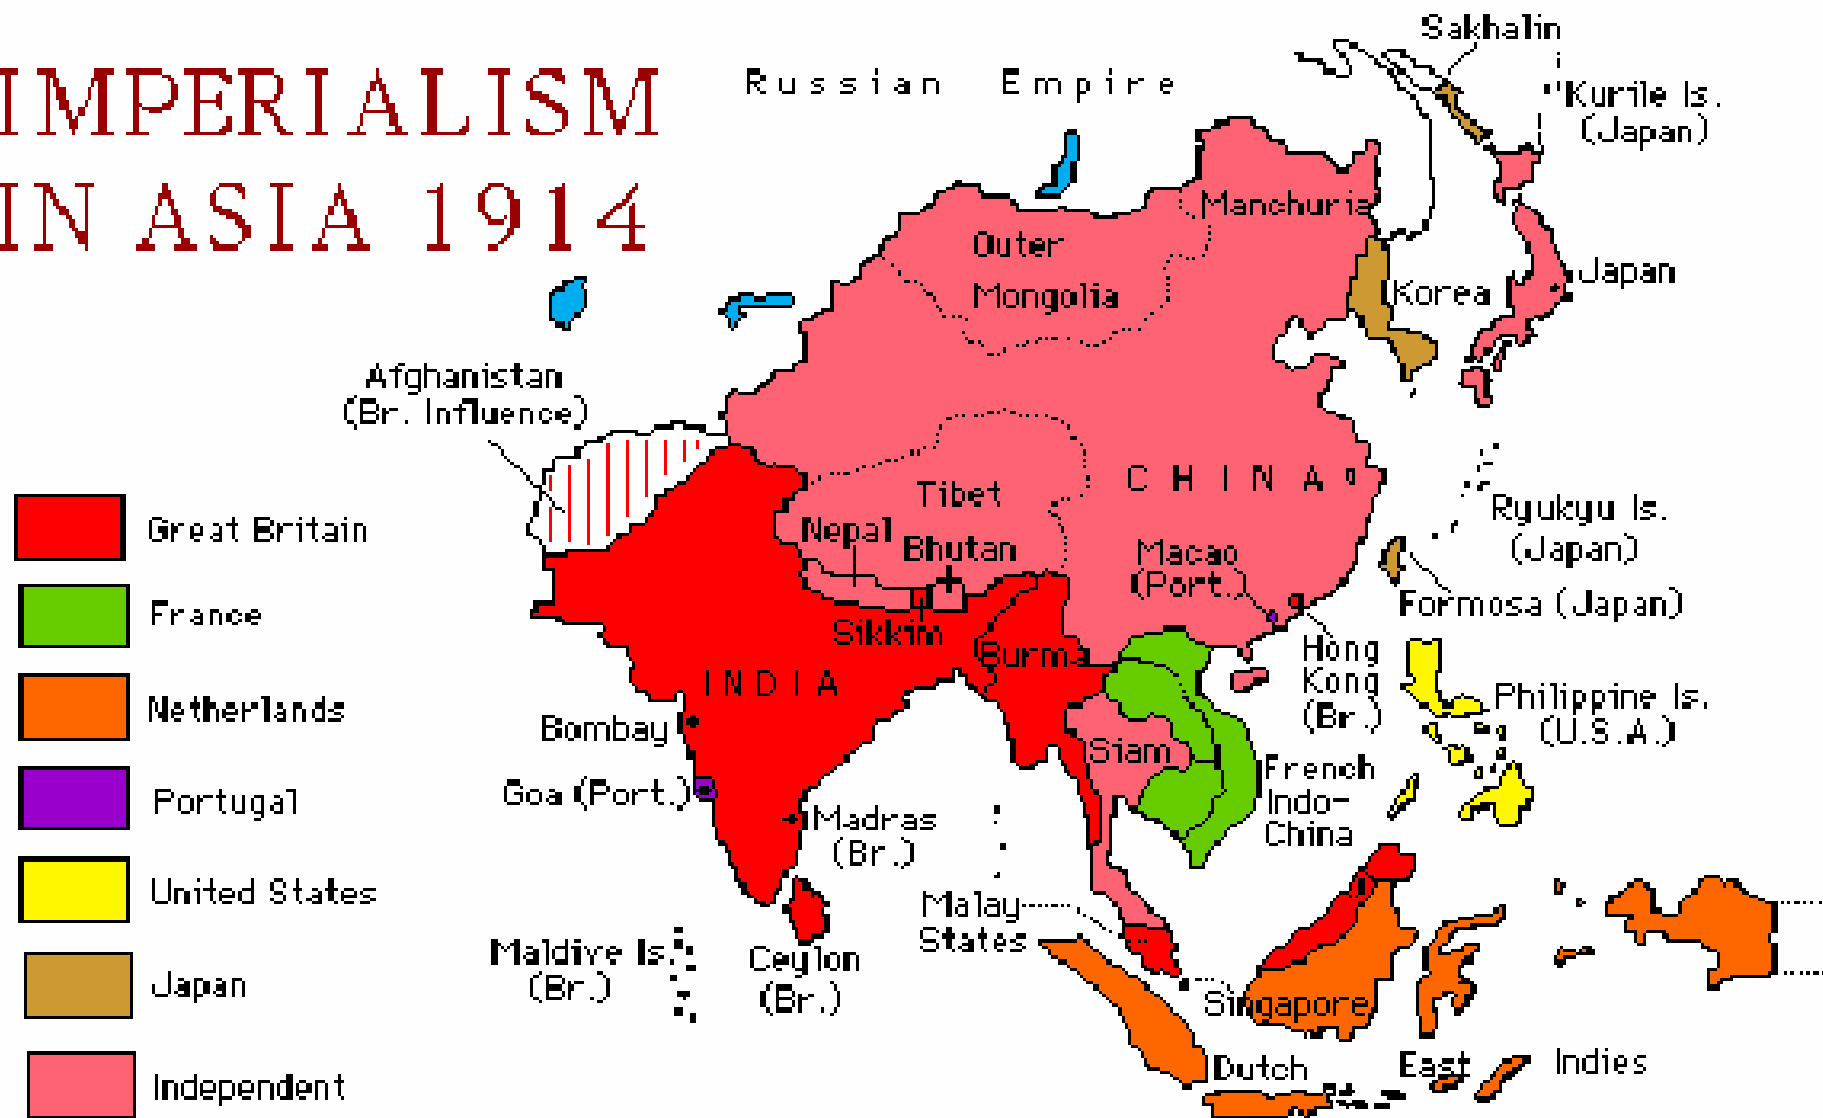 IMPERIALISM
IN ASIA 1914
Russian Empire
Sakhalin
Kurile Is.
(Japan)
Manchuria
Outer
Mongolia
Korea
Japan
Afghanistan
(Br. Influence)
CHINA
Tibet
Nepal
Bhutan
Sikkim
Macao
(Port.)
Ryukyu Is.
(Japan)
Formosa (Japan)
Hong
Kong
(Br.)
Philippine Is.
(U.S.A.)
Burma
INDIA
Bombay
Goa (Port.)
Siam
French
Indo-
China
Madras
(Br.)
Malay
States
Maldive Is.
(Br.)
Ceylon
(Br.)
Singapore
Dutch East Indies
Great Britain
France
Netherlands
Portugal
United States
Japan
Independent